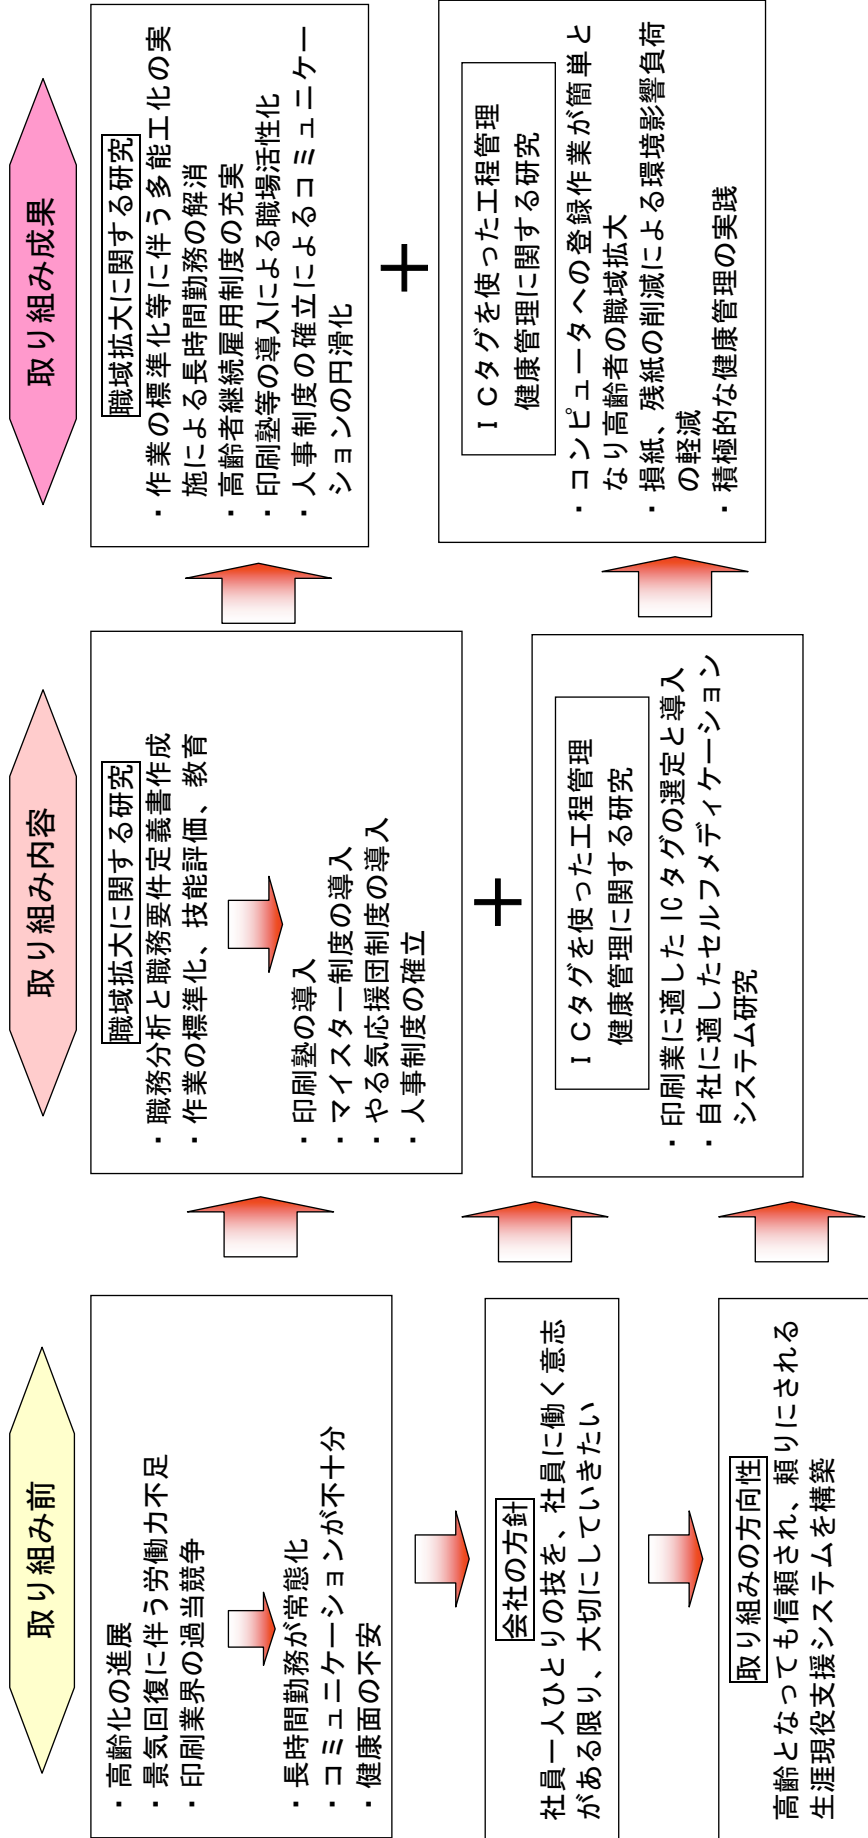 取り組み前
・高齢化の進展
・景気回復に伴う労働力不足
・印刷業界の過当競争
・長時間勤務が常態化
・コミュニケーションが不十分
・健康面の不安
会社の方針
社員一人ひとりの技を、社員に働く意志
がある限り、大切にしていきたい
取り組みの方向性
高齢となっても信頼され、頼りにされる
生涯現役支援システムを構築
取り組み内容
職域拡大に関する研究
・職務分析と職務要件定義書作成
・作業の標準化、技能評価、教育
・印刷塾の導入
・マイスター制度の導入
・やる気応援団制度の導入
・人事制度の確立
＋
ＩＣタグを使った工程管理
健康管理に関する研究
・印刷業に適した IC タグの選定と導入
・自社に適したセルフメディケーション
システム研究
取り組み成果
職域拡大に関する研究
・作業の標準化等に伴う多能工化の実
施による長時間勤務の解消
・高齢者継続雇用制度の充実
・印刷塾等の導入による職場活性化
・人事制度の確立によるコミュニケー
ションの円滑化
＋
ＩＣタグを使った工程管理
健康管理に関する研究
・コンピュータへの登録作業が簡単と
なり高齢者の職域拡大
・損紙、残紙の削減による環境影響負荷
の軽減
・積極的な健康管理の実践